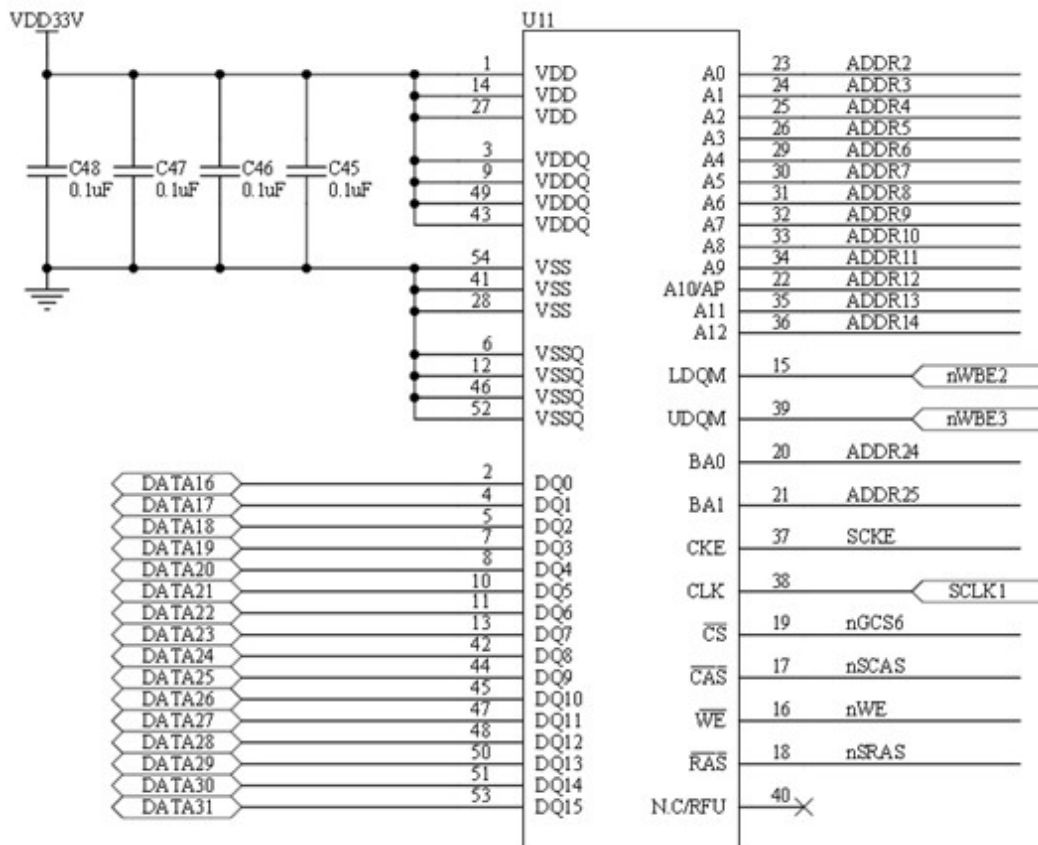 VDD33V
U11
1 VDD A0 23 ADDR2
14 VDD A1 24 ADDR3
27 VDD A2 25 ADDR4
A3 26 ADDR5
3 VDDQ A4 29 ADDR6
9 VDDQ A5 30 ADDR7
49 VDDQ A6 31 ADDR8
43 VDDQ A7 32 ADDR9
C48 C47 C46 C45
0.1uF 0.1uF 0.1uF 0.1uF
A8 33 ADDR10
54 VSS A9 34 ADDR11
41 VSS A10/AP 22 ADDR12
28 VSS A11 35 ADDR13
A12 36 ADDR14
6 VSSQ
12 VSSQ LDQM 15 nWBE2
46 VSSQ
52 VSSQ UDQM 39 nWBE3
BA0 20 ADDR24
DATA16 2 DQ0
DATA17 4 DQ1 BA1 21 ADDR25
DATA18 5 DQ2
DATA19 7 DQ3 CKE 37 SCKE
DATA20 8 DQ4
DATA21 10 DQ5 CLK 38 SCLK1
DATA22 11 DQ6
DATA23 13 DQ7 CS 19 nGCS6
DATA24 42 DQ8
DATA25 44 DQ9 CAS 17 nSCAS
DATA26 45 DQ10
DATA27 47 DQ11 WE 16 nWE
DATA28 48 DQ12
DATA29 50 DQ13 RAS 18 nSRAS
DATA30 51 DQ14
DATA31 53 DQ15 N.C/RFU 40